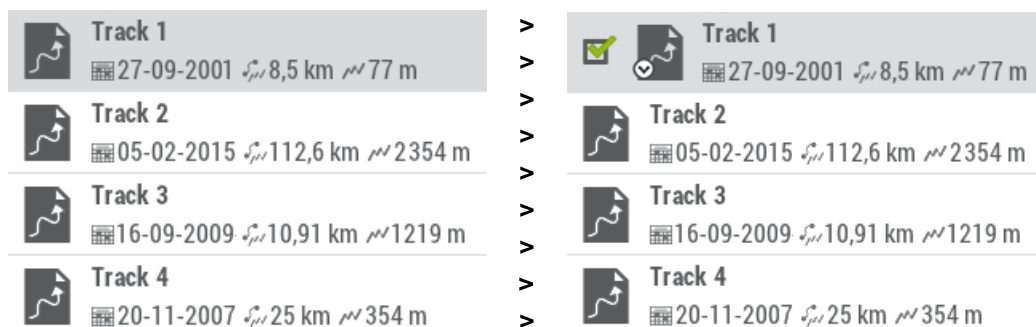 Track 1
27-09-2001 8,5 km 77 m
Track 2
05-02-2015 112,6 km 2354 m
Track 3
16-09-2009 10,91 km 1219 m
Track 4
20-11-2007 25 km 354 m
>
>
>
>
>
>
>
>
>
Track 1
27-09-2001 8,5 km 77 m
Track 2
05-02-2015 112,6 km 2354 m
Track 3
16-09-2009 10,91 km 1219 m
Track 4
20-11-2007 25 km 354 m